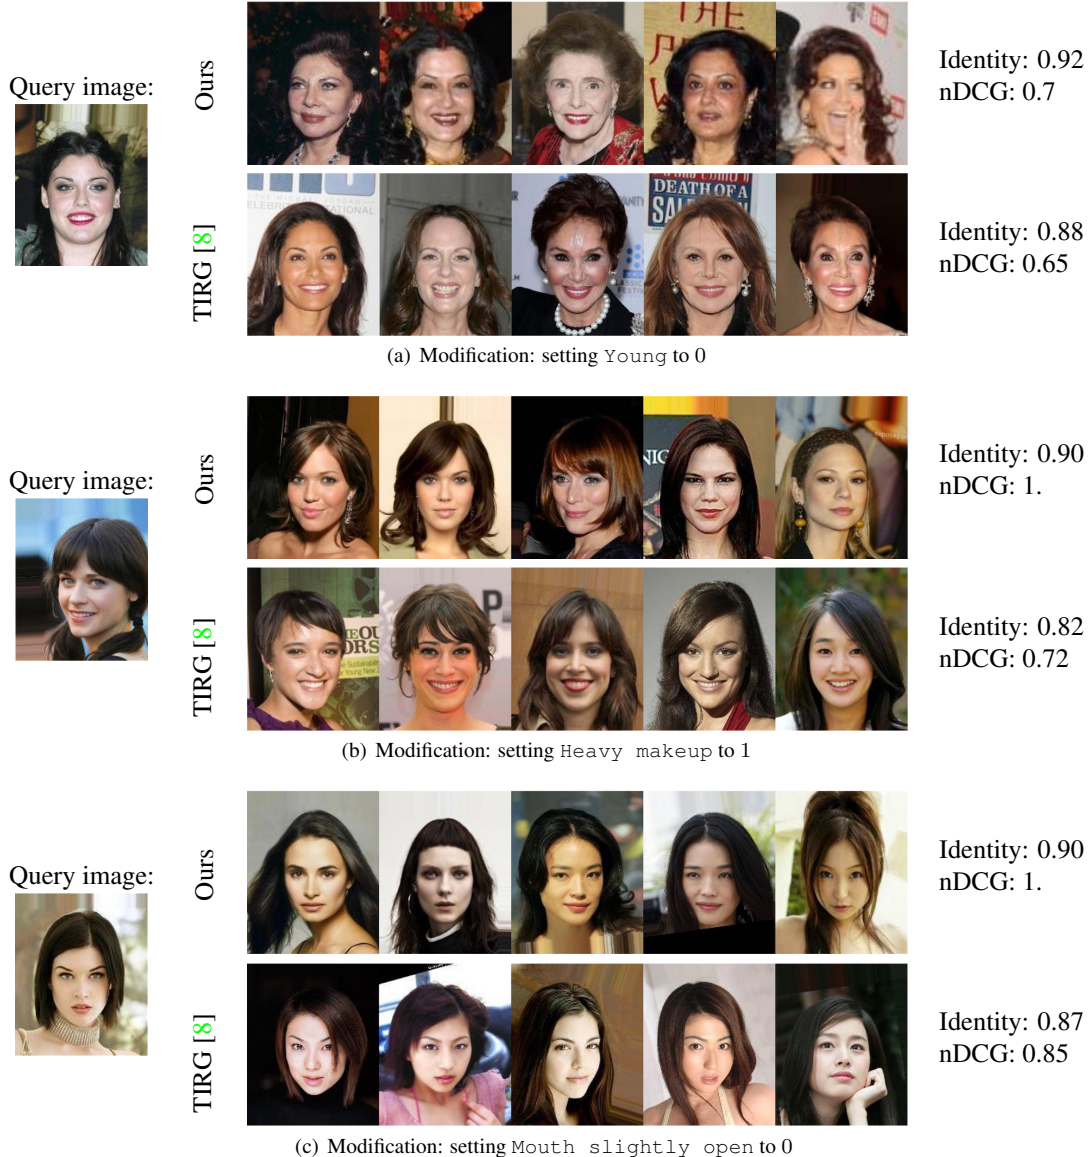 Query image:
Ours
THE
Identity: 0.92
nDCG: 0.7
TIRG [8]
DEATH OF A
Identity: 0.88
nDCG: 0.65
(a) Modification: setting Young to 0
Query image:
Ours
Identity: 0.90
nDCG: 1.
TIRG [8]
Identity: 0.82
nDCG: 0.72
(b) Modification: setting Heavy makeup to 1
Query image:
Ours
Identity: 0.90
nDCG: 1.
TIRG [8]
Identity: 0.87
nDCG: 0.85
(c) Modification: setting Mouth slightly open to 0